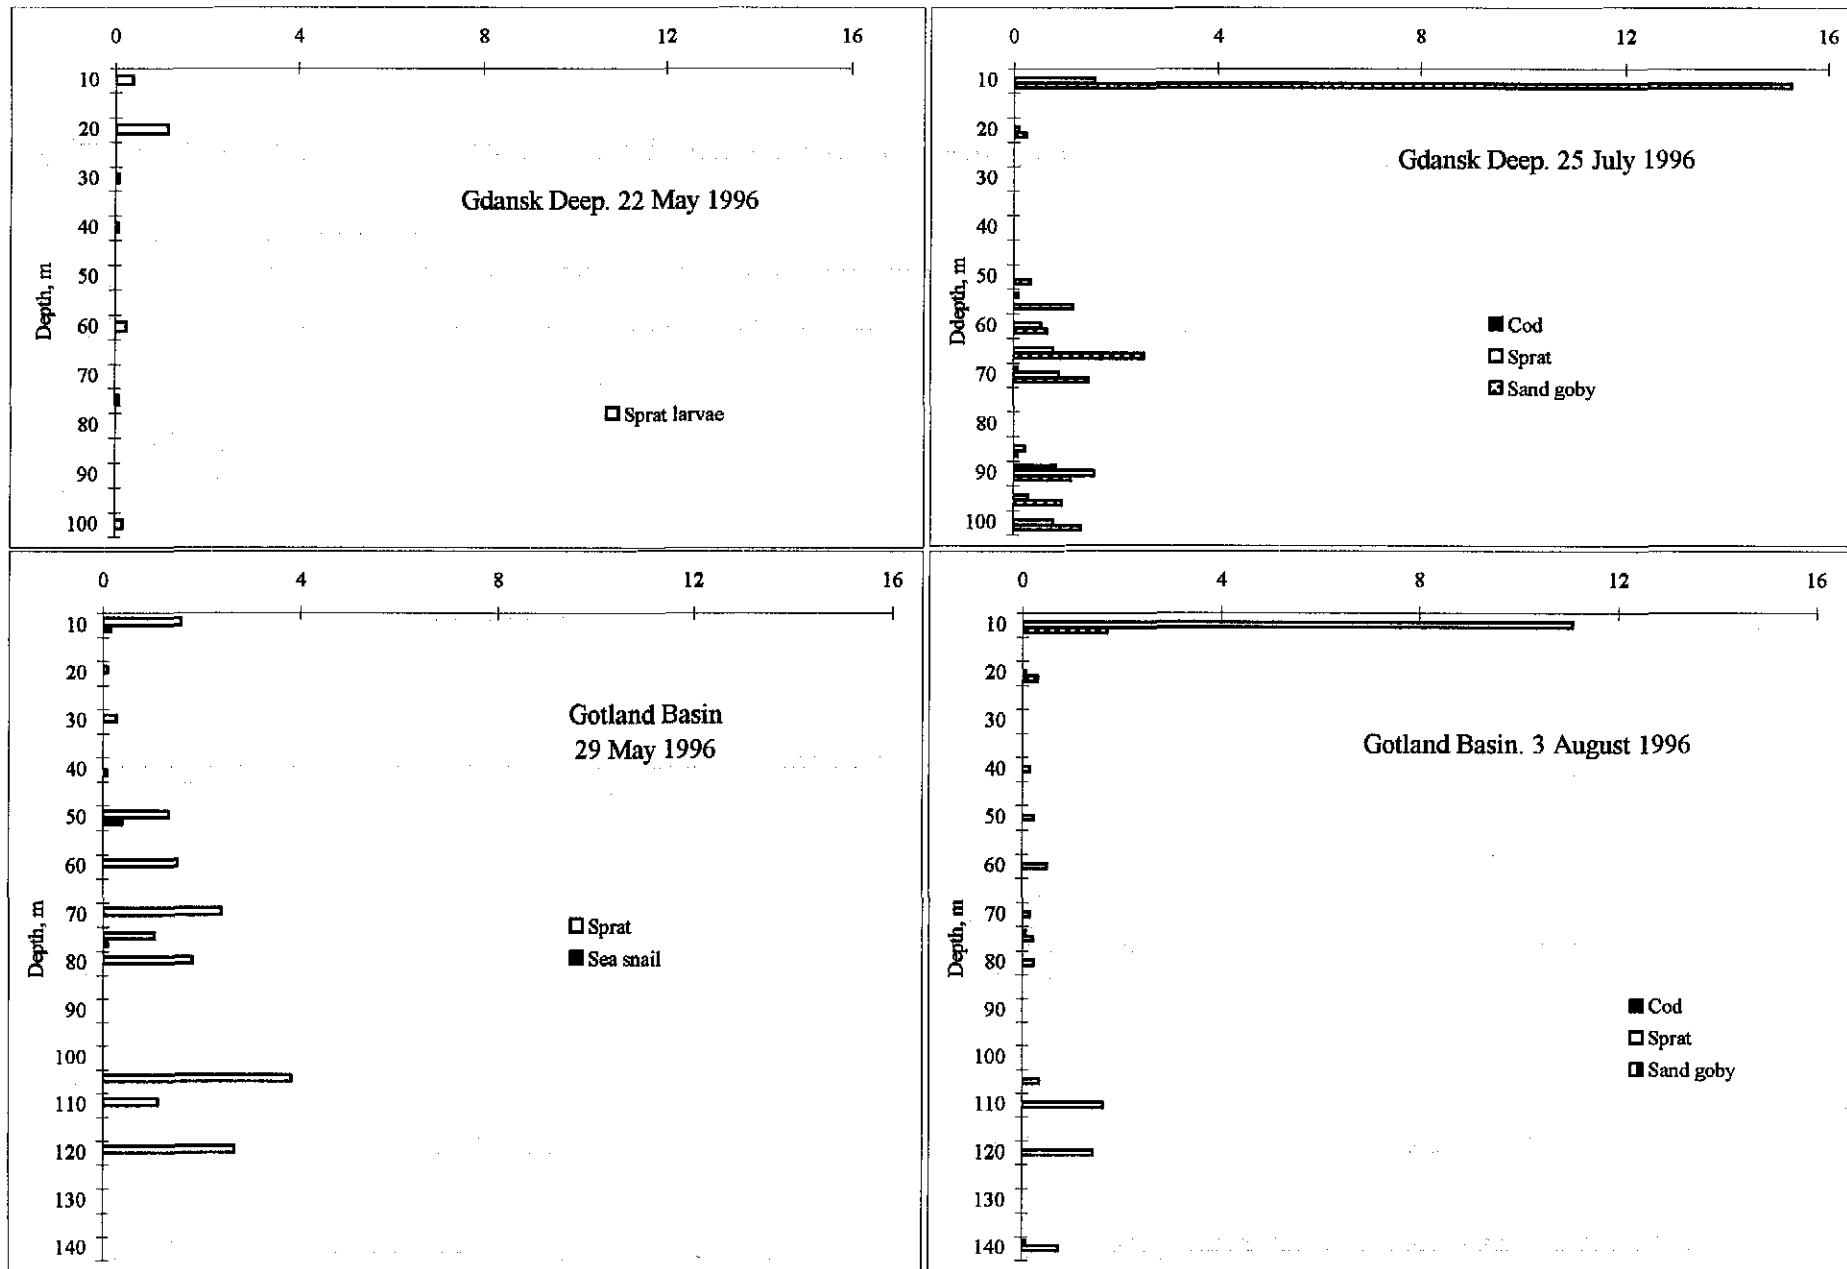 0 4 8 12 16
10
20
30
40
50
60
70
80
90
100
Depth, m
Gdansk Deep. 22 May 1996
Sprat larvae
0 4 8 12 16
10
20
30
40
50
60
70
80
90
100
Ddepth, m
Gdansk Deep. 25 July 1996
Cod
Sprat
Sand goby
0 4 8 12 16
10
20
30
40
50
60
70
80
90
100
110
120
130
140
Depth, m
Gotland Basin
29 May 1996
Sprat
Sea snail
0 4 8 12 16
10
20
30
40
50
60
70
80
90
100
110
120
130
140
Depth, m
Gotland Basin. 3 August 1996
Cod
Sprat
Sand goby